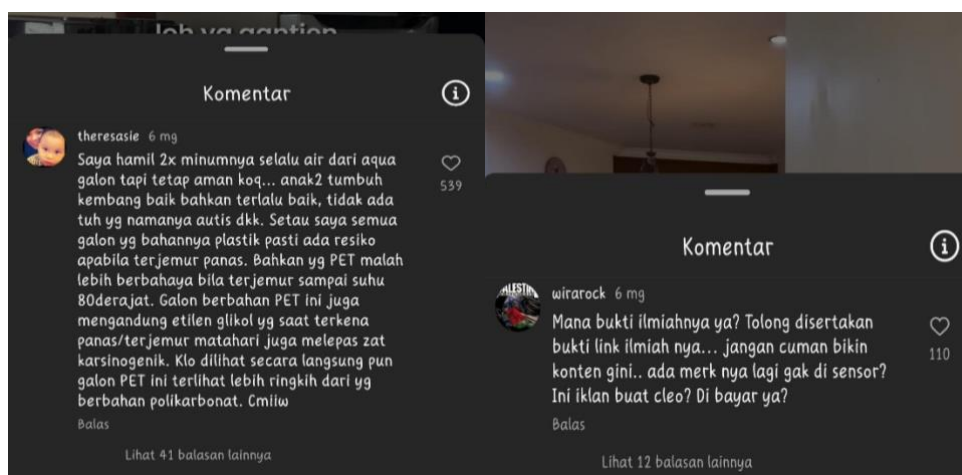 loh ya gantian
Komentar
theresasie 6 mg
Saya hamil 2x minumnya selalu air dari aqua
galon tapi tetap aman koq... anak2 tumbuh
kembang baik bahkan terlalu baik, tidak ada
tuh yg namanya autis dkk. Setau saya semua
galon yg bahannya plastik pasti ada resiko
apabila terjemur panas. Bahkan yg PET malah
lebih berbahaya bila terjemur sampai suhu
80derajat. Galon berbahan PET ini juga
mengandung etilen glikol yg saat terkena
panas/terjemur matahari juga melepas zat
karsinogenik. Klo dilihat secara langsung pun
galon PET ini terlihat lebih ringkih dari yg
berbahan polikarbonat. Cmiiw
539
Balas
Lihat 41 balasan lainnya
Komentar
wirarock 6 mg
Mana bukti ilmiahnya ya? Tolong disertakan
bukti link ilmiah nya... jangan cuman bikin
konten gini.. ada merk nya lagi gak di sensor?
Ini iklan buat cleo? Di bayar ya?
110
Balas
Lihat 12 balasan lainnya